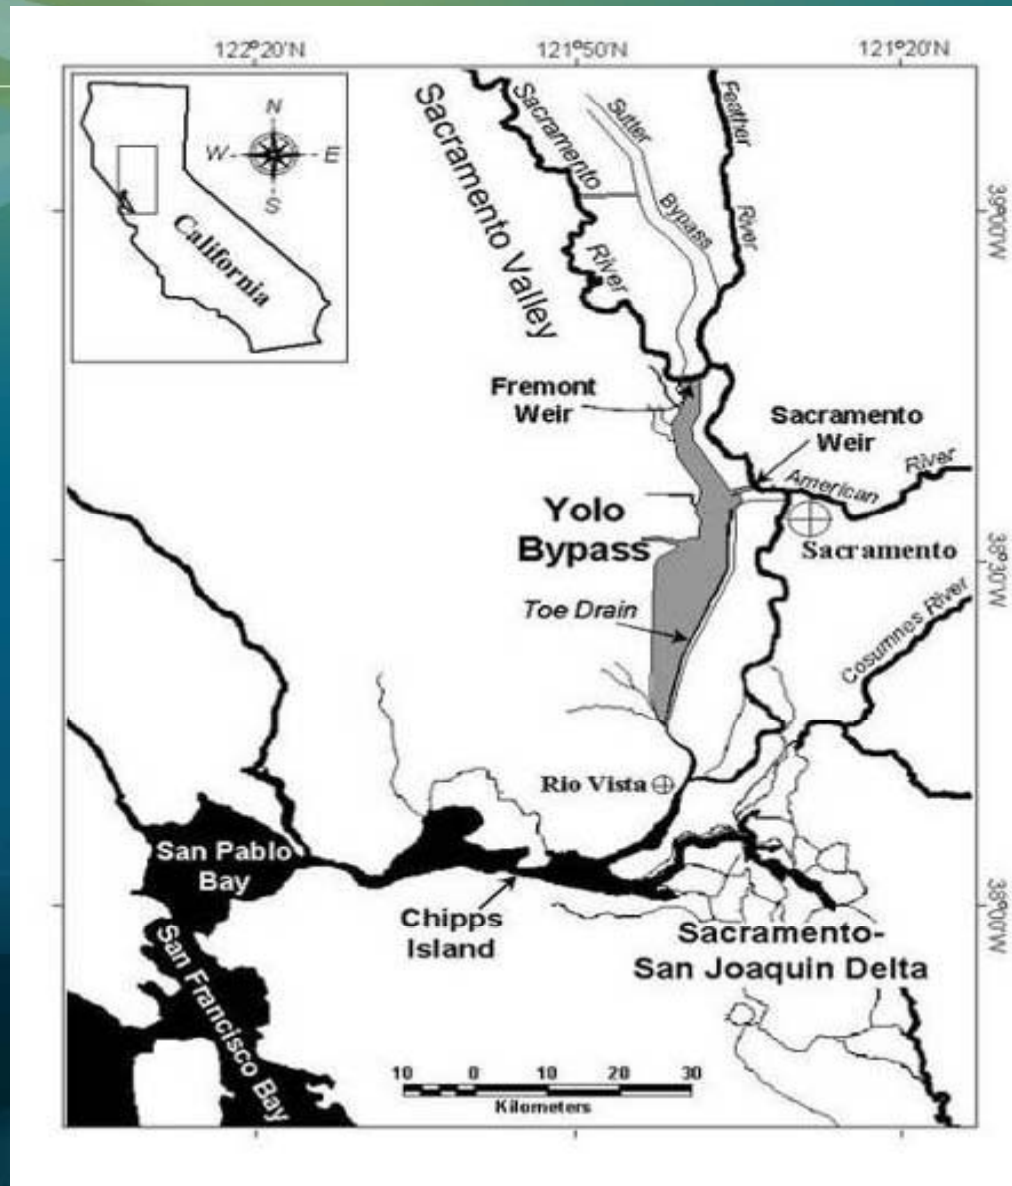 122°20'N
121°50'N
121°20'N
N
W
E
S
California
Sacramento Valley
Sacramento
River
Sutter
Bypass
Feather
River
39°00'W
Fremont
Weir
Sacramento
Weir
American
River
Yolo
Bypass
Sacramento
38°30'W
Toe Drain
Cosumnes River
Rio Vista
San Pablo
Bay
Chipps
Island
38°00'W
Sacramento-
San Joaquin Delta
San Francisco Bay
10 0 10 20 30
Kilometers